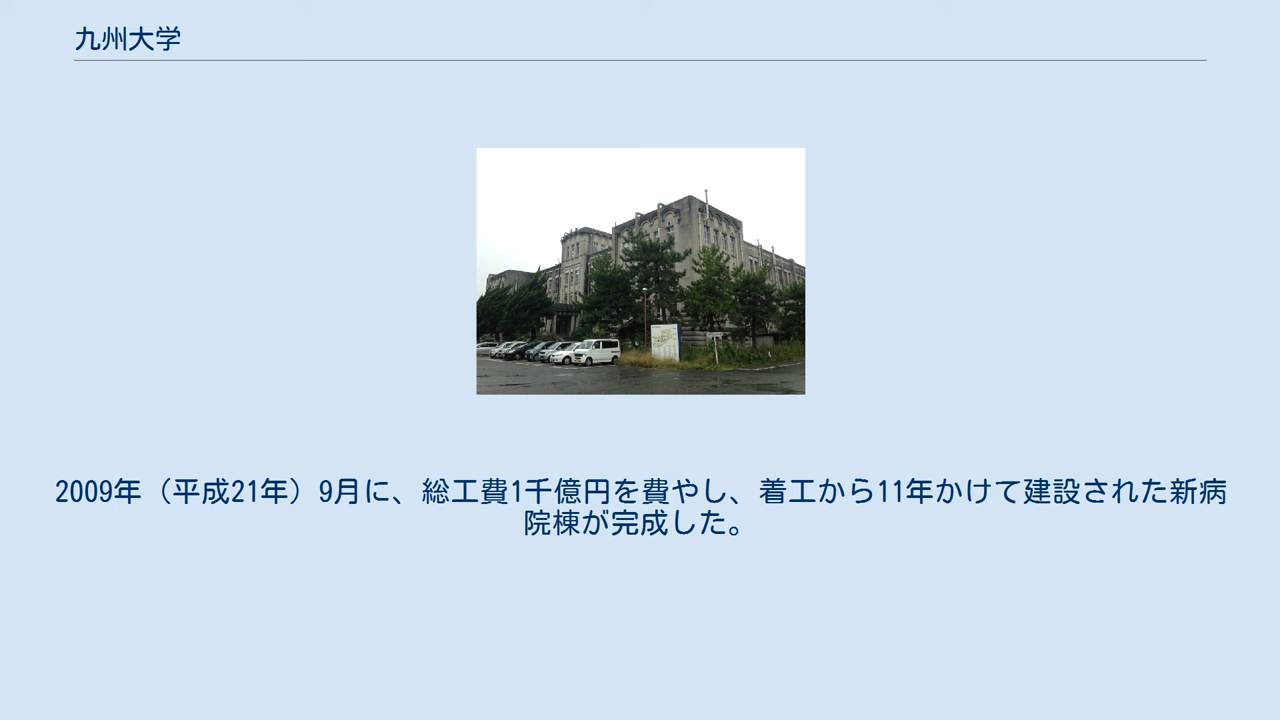 九州大学
2009年（平成21年）9月に、総工費1千億円を費やし、着工から11年かけて建設された新病
院棟が完成した。